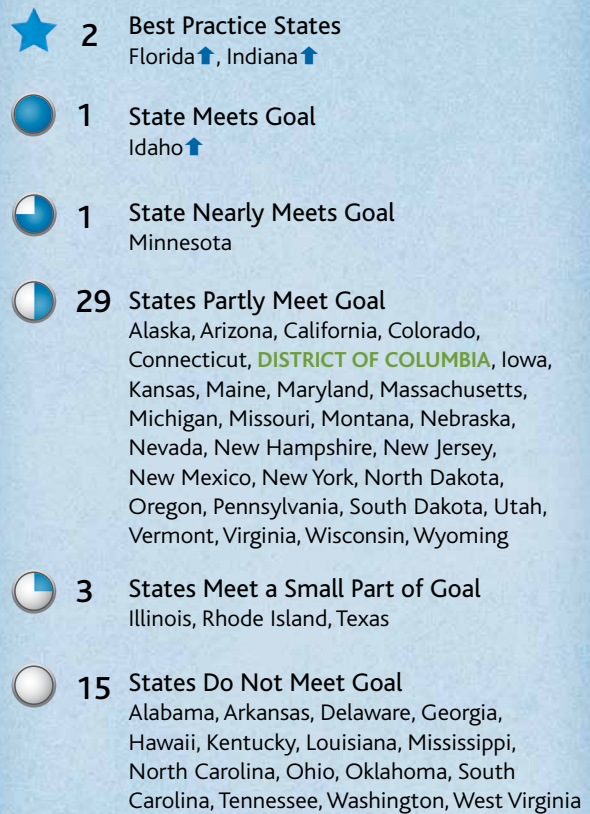 2 Best Practice States
Florida⬆, Indiana⬆
1 State Meets Goal
Idaho⬆
1 State Nearly Meets Goal
Minnesota
29 States Partly Meet Goal
Alaska, Arizona, California, Colorado,
Connecticut, DISTRICT OF COLUMBIA, Iowa,
Kansas, Maine, Maryland, Massachusetts,
Michigan, Missouri, Montana, Nebraska,
Nevada, New Hampshire, New Jersey,
New Mexico, New York, North Dakota,
Oregon, Pennsylvania, South Dakota, Utah,
Vermont, Virginia, Wisconsin, Wyoming
3 States Meet a Small Part of Goal
Illinois, Rhode Island, Texas
15 States Do Not Meet Goal
Alabama, Arkansas, Delaware, Georgia,
Hawaii, Kentucky, Louisiana, Mississippi,
North Carolina, Ohio, Oklahoma, South
Carolina, Tennessee, Washington, West Virginia